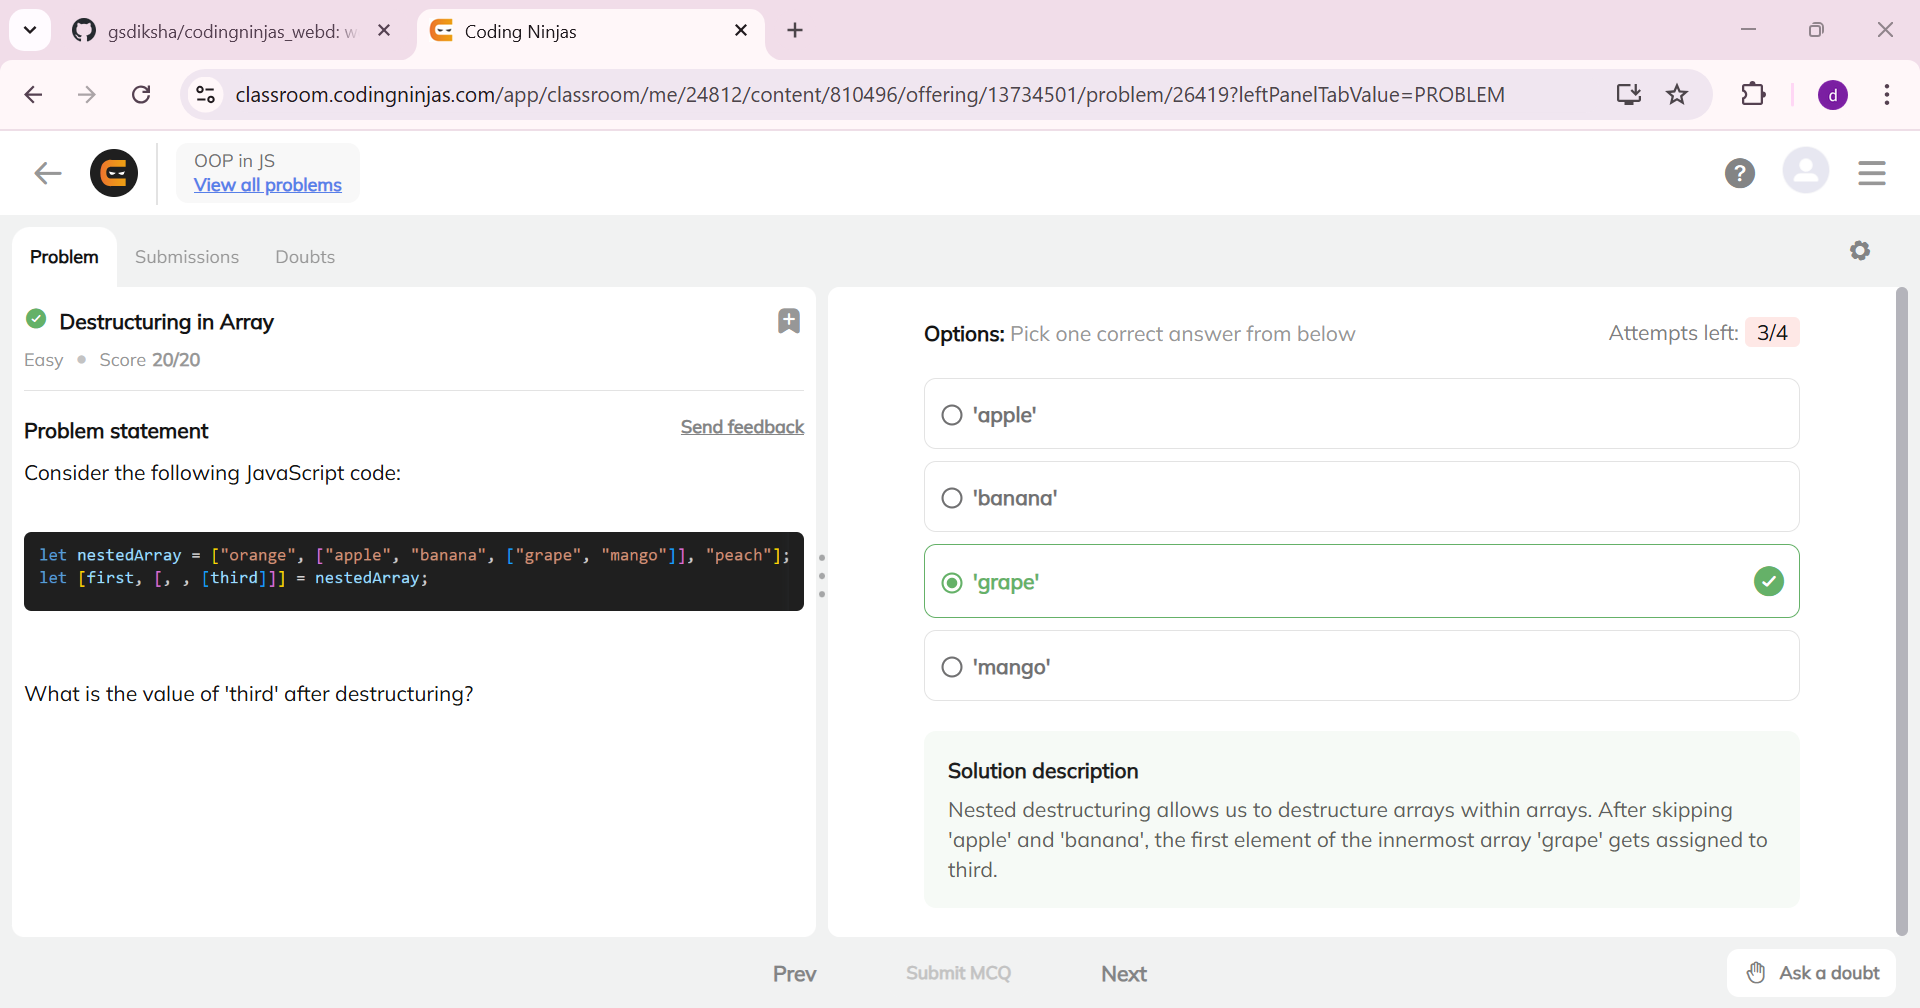 gsdiksha/codingninjas_webd: w
Coding Ninjas
classroom.codingninjas.com/app/classroom/me/24812/content/810496/offering/13734501/problem/26419?leftPanelTabValue=PROBLEM
d
OOP in JS
View all problems
?
Problem
Submissions
Doubts
Destructuring in Array
Easy
Score 20/20
Problem statement
Send feedback
Consider the following JavaScript code:
let nestedArray = ["orange", ["apple", "banana", ["grape", "mango"]], "peach"];
let [first, [, , [third]]] = nestedArray;
What is the value of 'third' after destructuring?
Options: Pick one correct answer from below
Attempts left: 3/4
'apple'
'banana'
'grape'
'mango'
Solution description
Nested destructuring allows us to destructure arrays within arrays. After skipping
'apple' and 'banana', the first element of the innermost array 'grape' gets assigned to
third.
Prev
Submit MCQ
Next
Ask a doubt